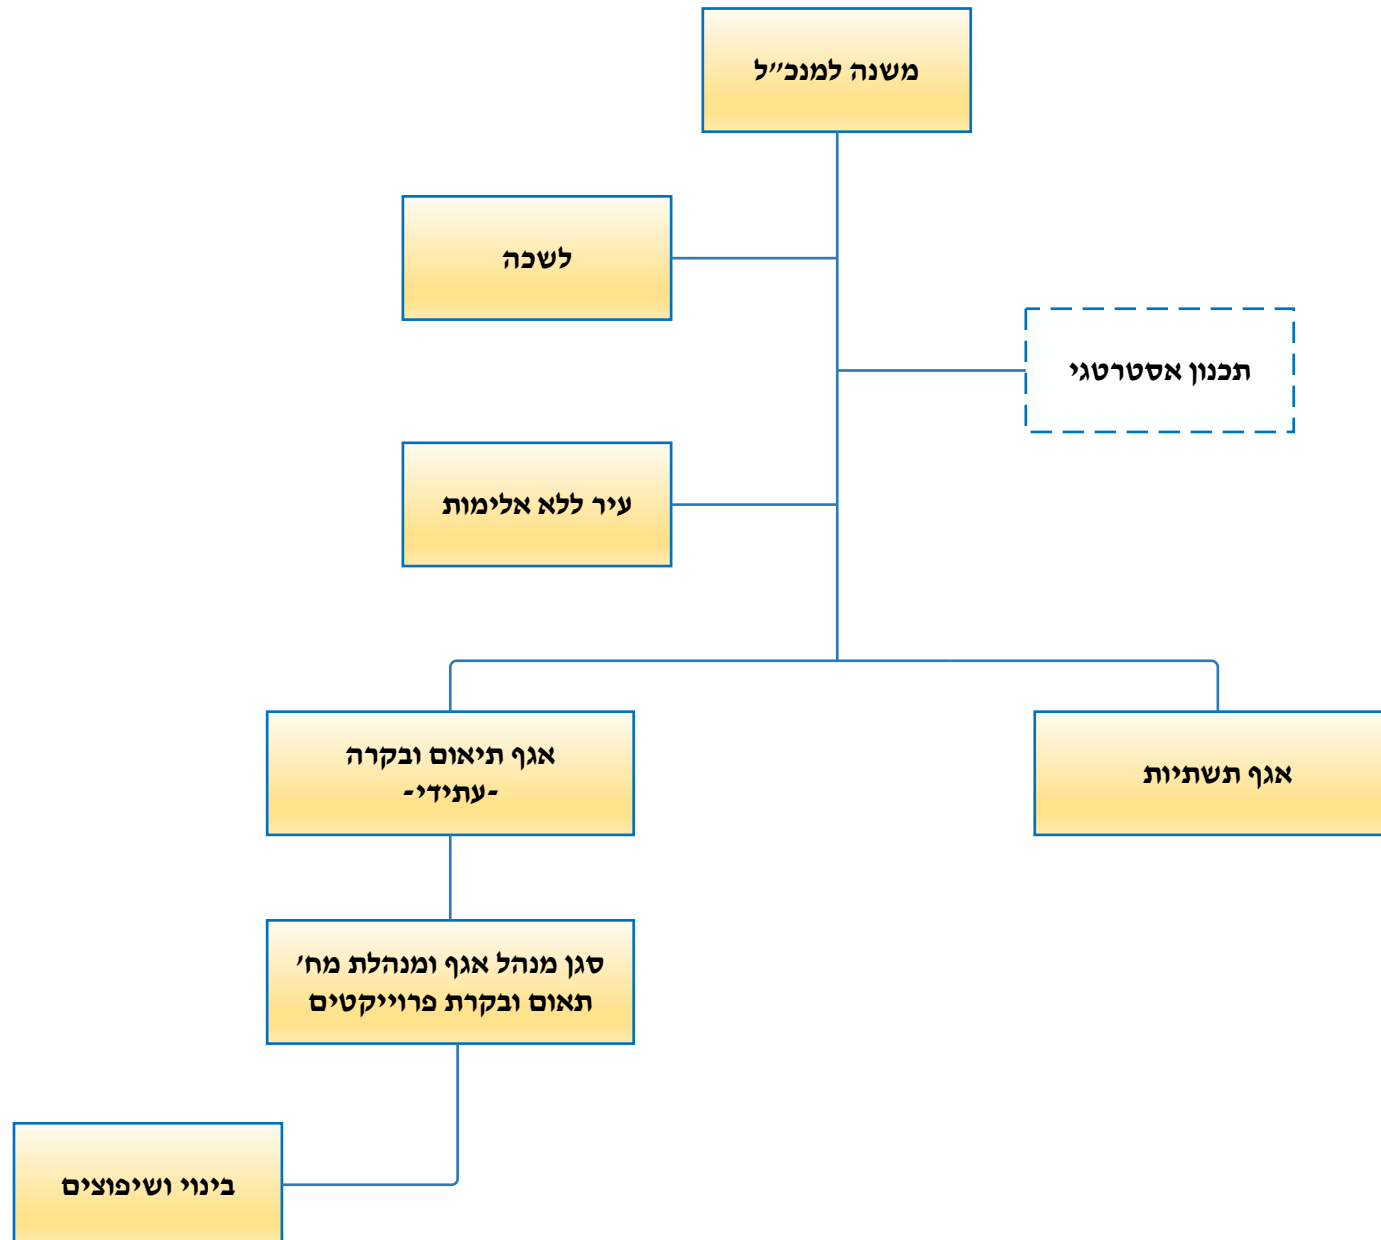 משנה למנכ״ל
לשכה
תכנון אסטרטגי
עיר ללא אלימות
אגף תשתיות
אגף תיאום ובקרה
-עתידי-
סגן מנהל אגף ומנהלת מח׳
תאום ובקרת פרוייקטים
בינוי ושיפוצים